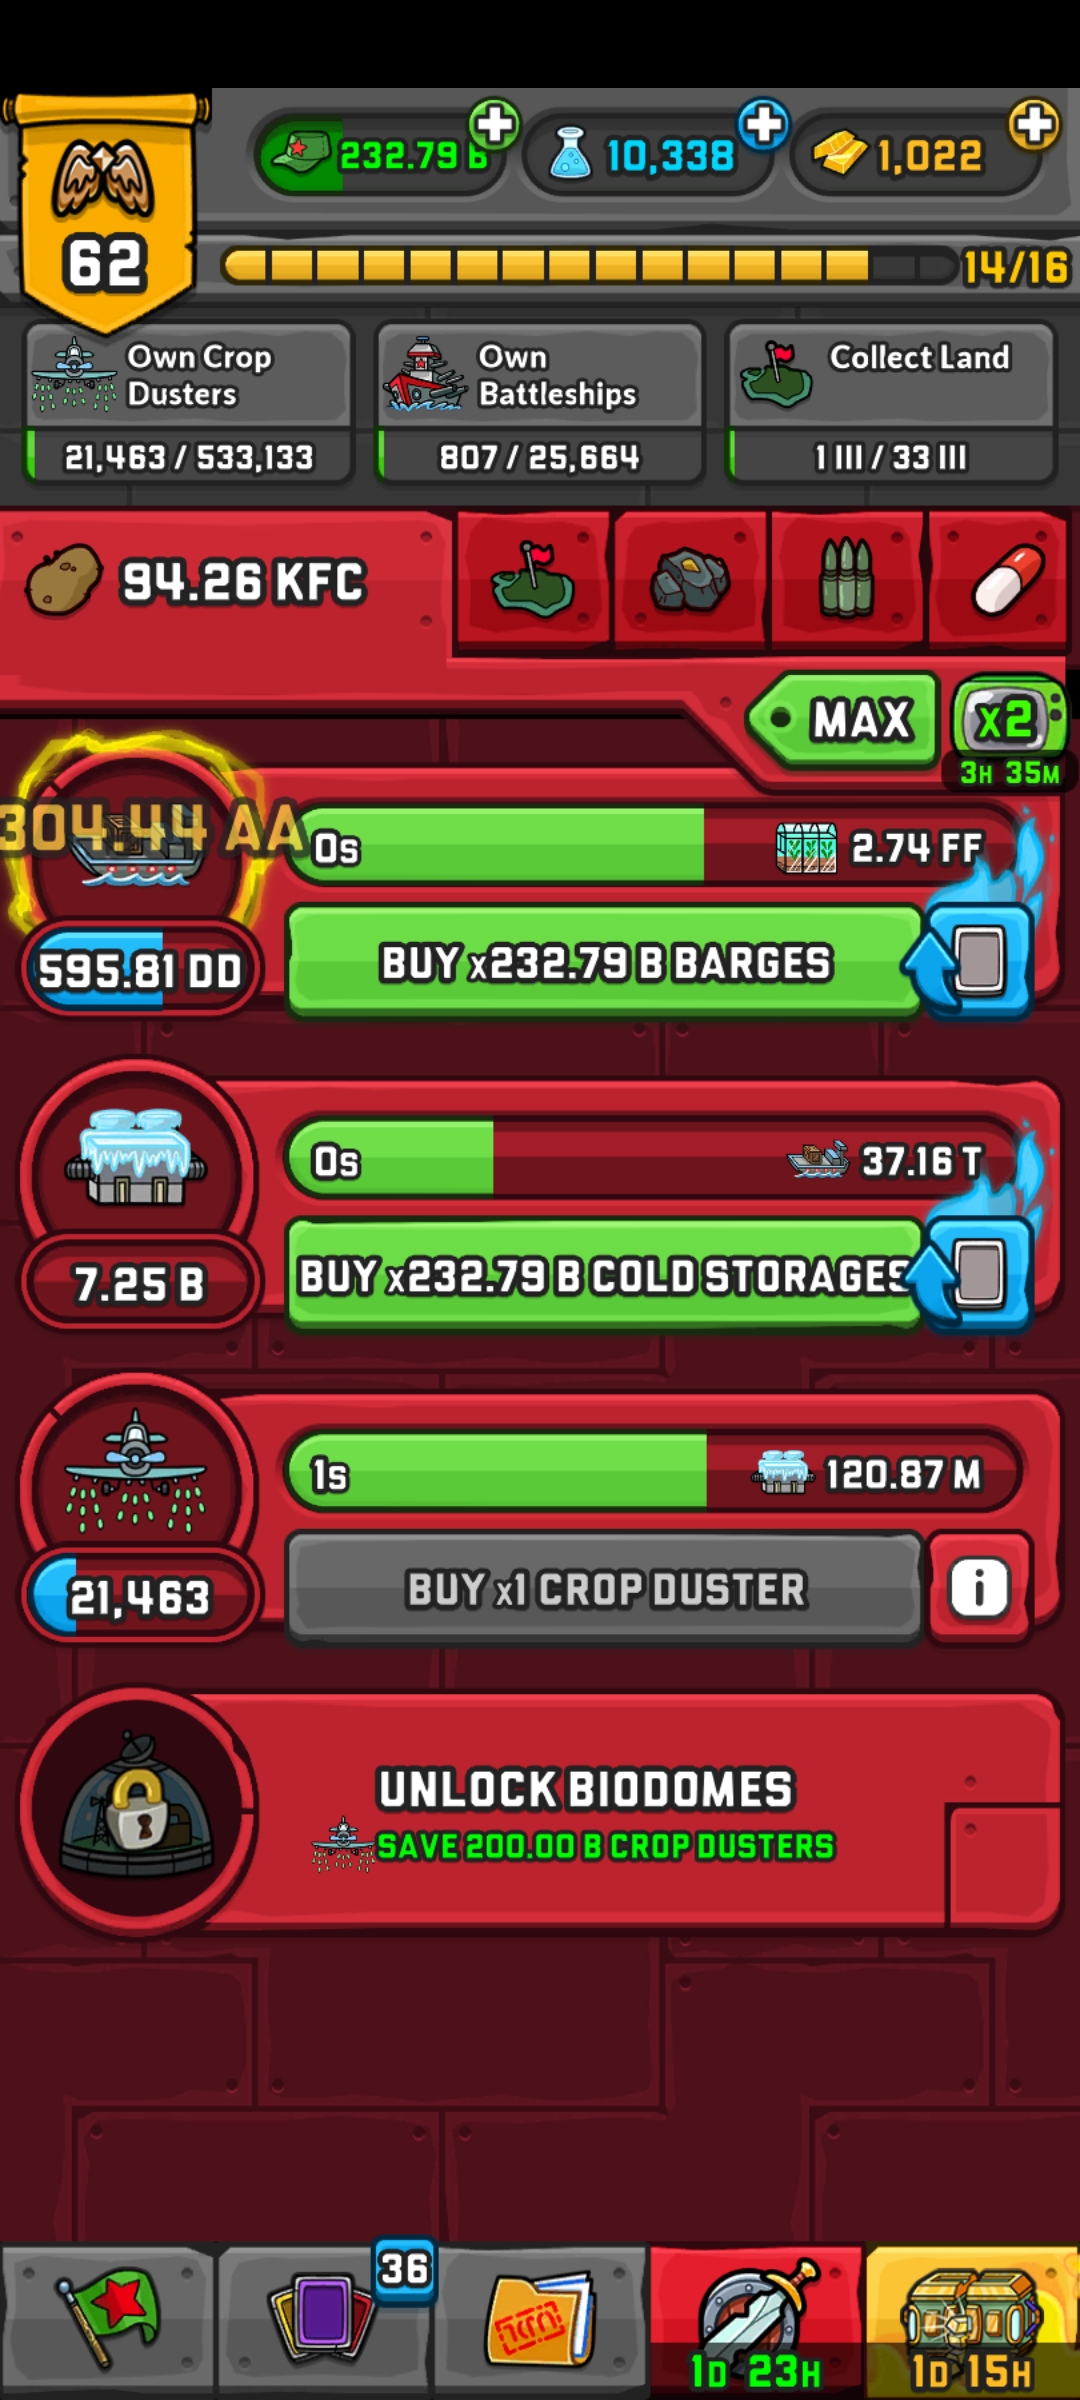 62
232.79 B
10,338
1,022
14/16
Own Crop
Dusters
21,463 / 533,133
Own
Battleships
807 / 25,664
Collect Land
1 III / 33 III
94.26 KFC
MAX
x2
3H 35M
304.44 AA
0s
2.74 FF
595.81 DD
BUY x232.79 B BARGES
0s
37.16 T
7.25 B
BUY x232.79 B COLD STORAGES
1s
120.87 M
21,463
BUY x1 CROP DUSTER
i
UNLOCK BIODOMES
SAVE 200.00 B CROP DUSTERS
36
1D 23H
1D 15H